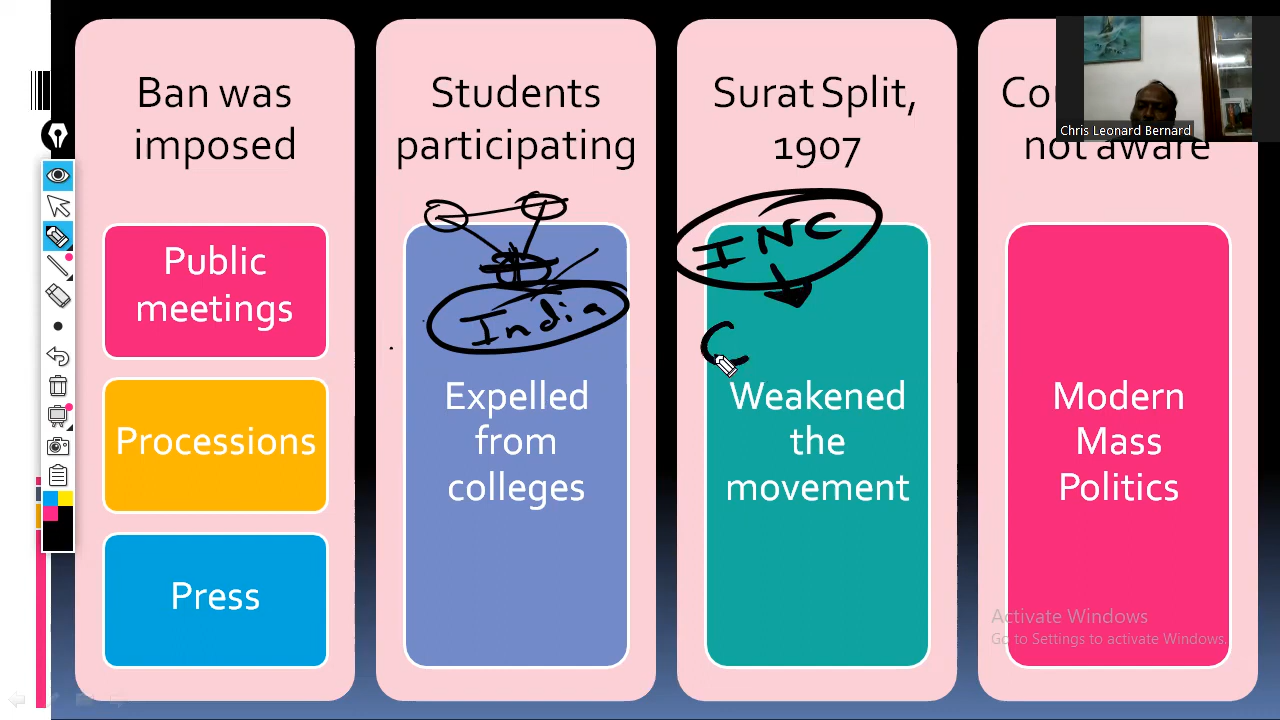 Ban was
imposed
Public
meetings
Processions
Press
Students
participating
India
Expelled
from
colleges
Surat Split,
1907
INC
C
Weakened
the
movement
Co
not aware
Modern
Mass
Politics
Chris Leonard Bernard
Activate Windows
Go to Settings to activate Windows.